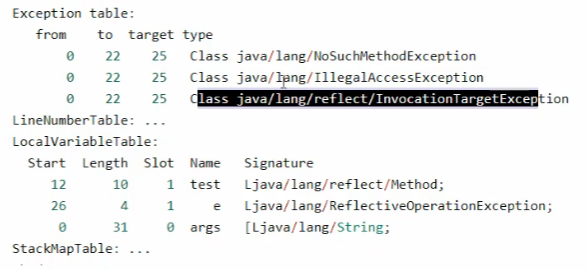 Exception table:
from to target type
0 22 25 Class java/lang/NoSuchMethodException
0 22 25 Class java/lang/IllegalAccessException
0 22 25 Class java/lang/reflect/InvocationTargetException
LineNumberTable: ...
LocalVariableTable:
Start Length Slot Name Signature
12 10 1 test Ljava/lang/reflect/Method;
26 4 1 e Ljava/lang/ReflectiveOperationException;
0 31 0 args [Ljava/lang/String;
StackMapTable: ...